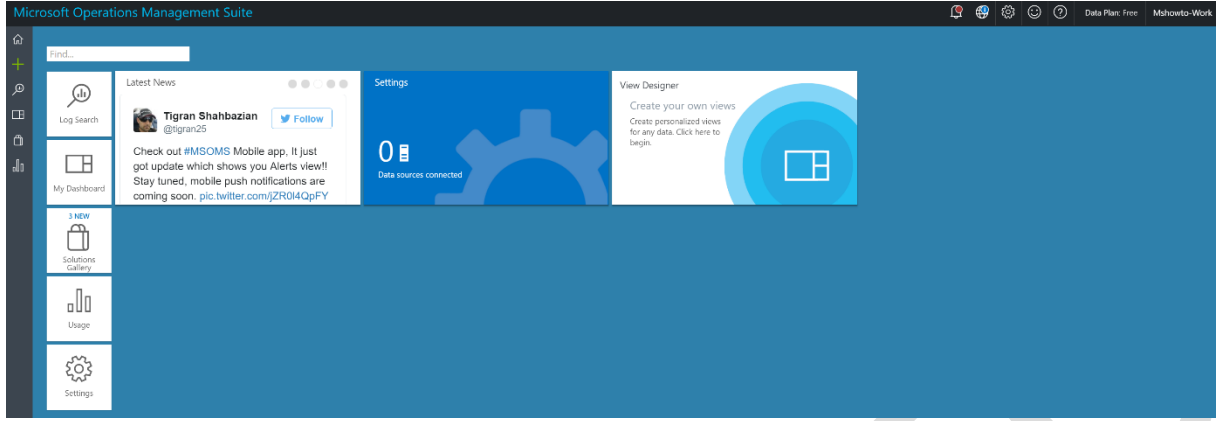 Microsoft Operations Management Suite
Data Plan: Free
Mshowto-Work
Find...
Log Search
My Dashboard
3 NEW
Solutions
Gallery
Usage
Settings
Latest News
Tigran Shahbazian
@tigran25
Follow
Check out #MSOMS Mobile app, It just
got update which shows you Alerts view!!
Stay tuned, mobile push notifications are
coming soon. pic.twitter.com/jZR0I4QpFY
Settings
0
Data sources connected
View Designer
Create your own views
Create personalized views
for any data. Click here to
begin.